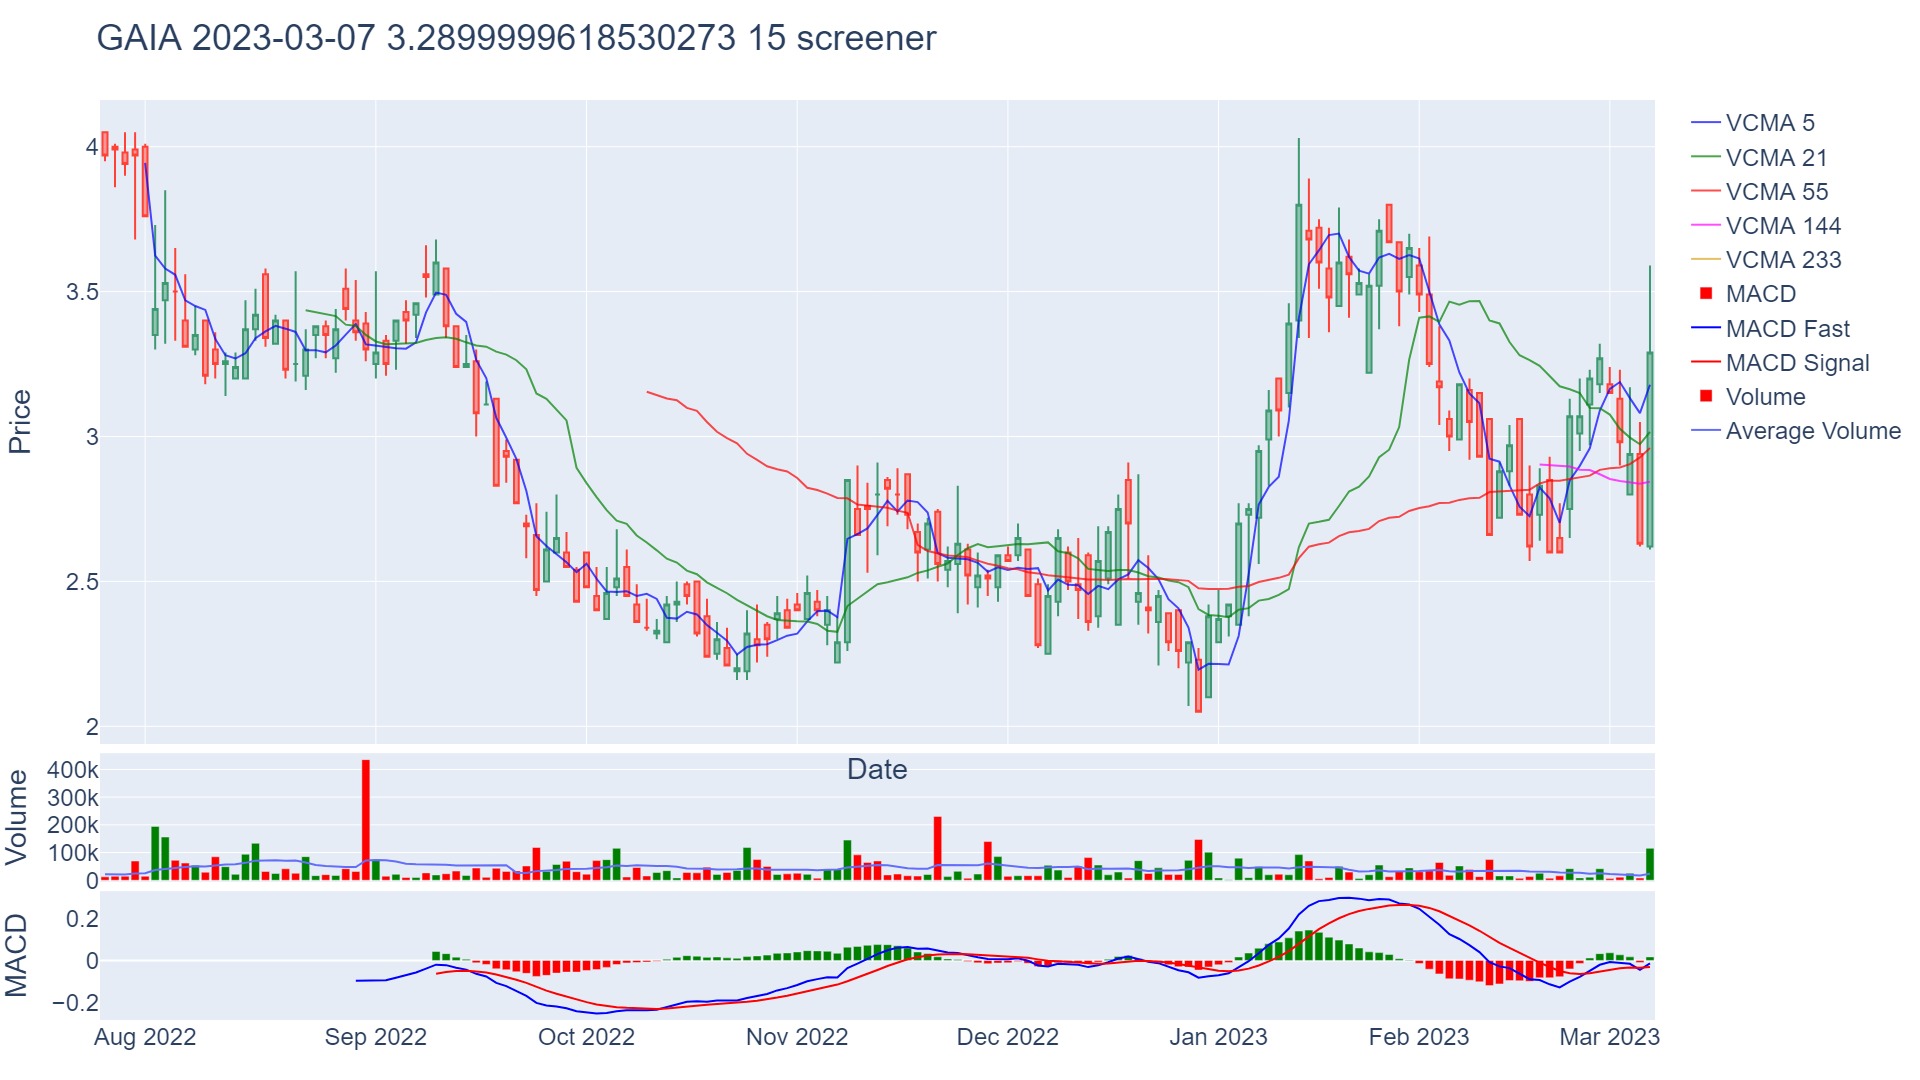 GAIA 2023-03-07 3.2899999618530273 15 screener
4
3.5
3
2.5
2
Price
VCMA 5
VCMA 21
VCMA 55
VCMA 144
VCMA 233
MACD
MACD Fast
MACD Signal
Volume
Average Volume
Date
400k
300k
200k
100k
0
Volume
0.2
0
−0.2
MACD
Aug 2022
Sep 2022
Oct 2022
Nov 2022
Dec 2022
Jan 2023
Feb 2023
Mar 2023